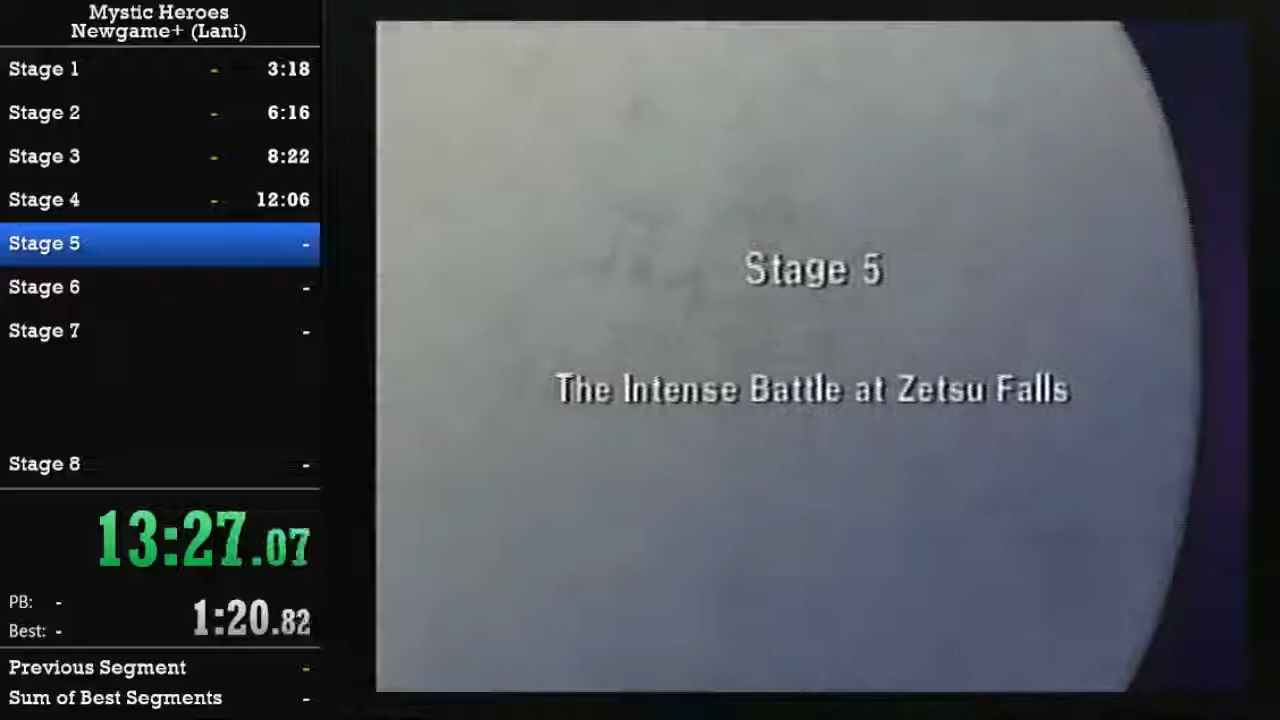 Mystic Heroes
Newgame+ (Lani)
Stage 1 - 3:18
Stage 2 - 6:16
Stage 3 - 8:22
Stage 4 - 12:06
Stage 5 -
Stage 6 -
Stage 7 -
Stage 8 -
13:27.07
PB: -
1:20.82
Best: -
Previous Segment -
Sum of Best Segments -
Stage 5
The Intense Battle at Zetsu Falls